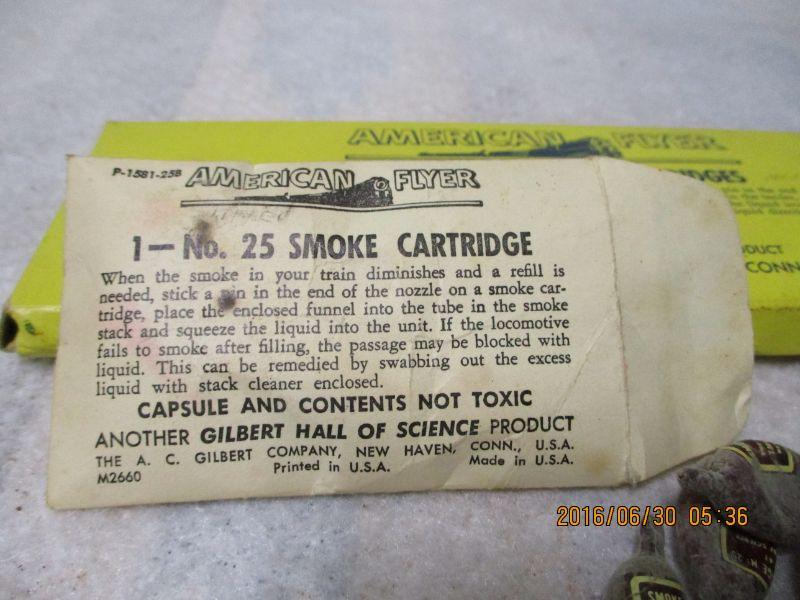 AMERICAN FLYER
P-1581-25B
AMERICAN FLYER
1—No. 25 SMOKE CARTRIDGE
When the smoke in your train diminishes and a refill is
needed, stick a pin in the end of the nozzle on a smoke car-
tridge, place the enclosed funnel into the tube in the smoke
stack and squeeze the liquid into the unit. If the locomotive
fails to smoke after filling, the passage may be blocked with
liquid. This can be remedied by swabbing out the excess
liquid with stack cleaner enclosed.
CAPSULE AND CONTENTS NOT TOXIC
ANOTHER GILBERT HALL OF SCIENCE PRODUCT
THE A. C. GILBERT COMPANY, NEW HAVEN, CONN., U.S.A.
M2660 Printed in U.S.A. Made in U.S.A.
CONN
2016/06/30 05:36